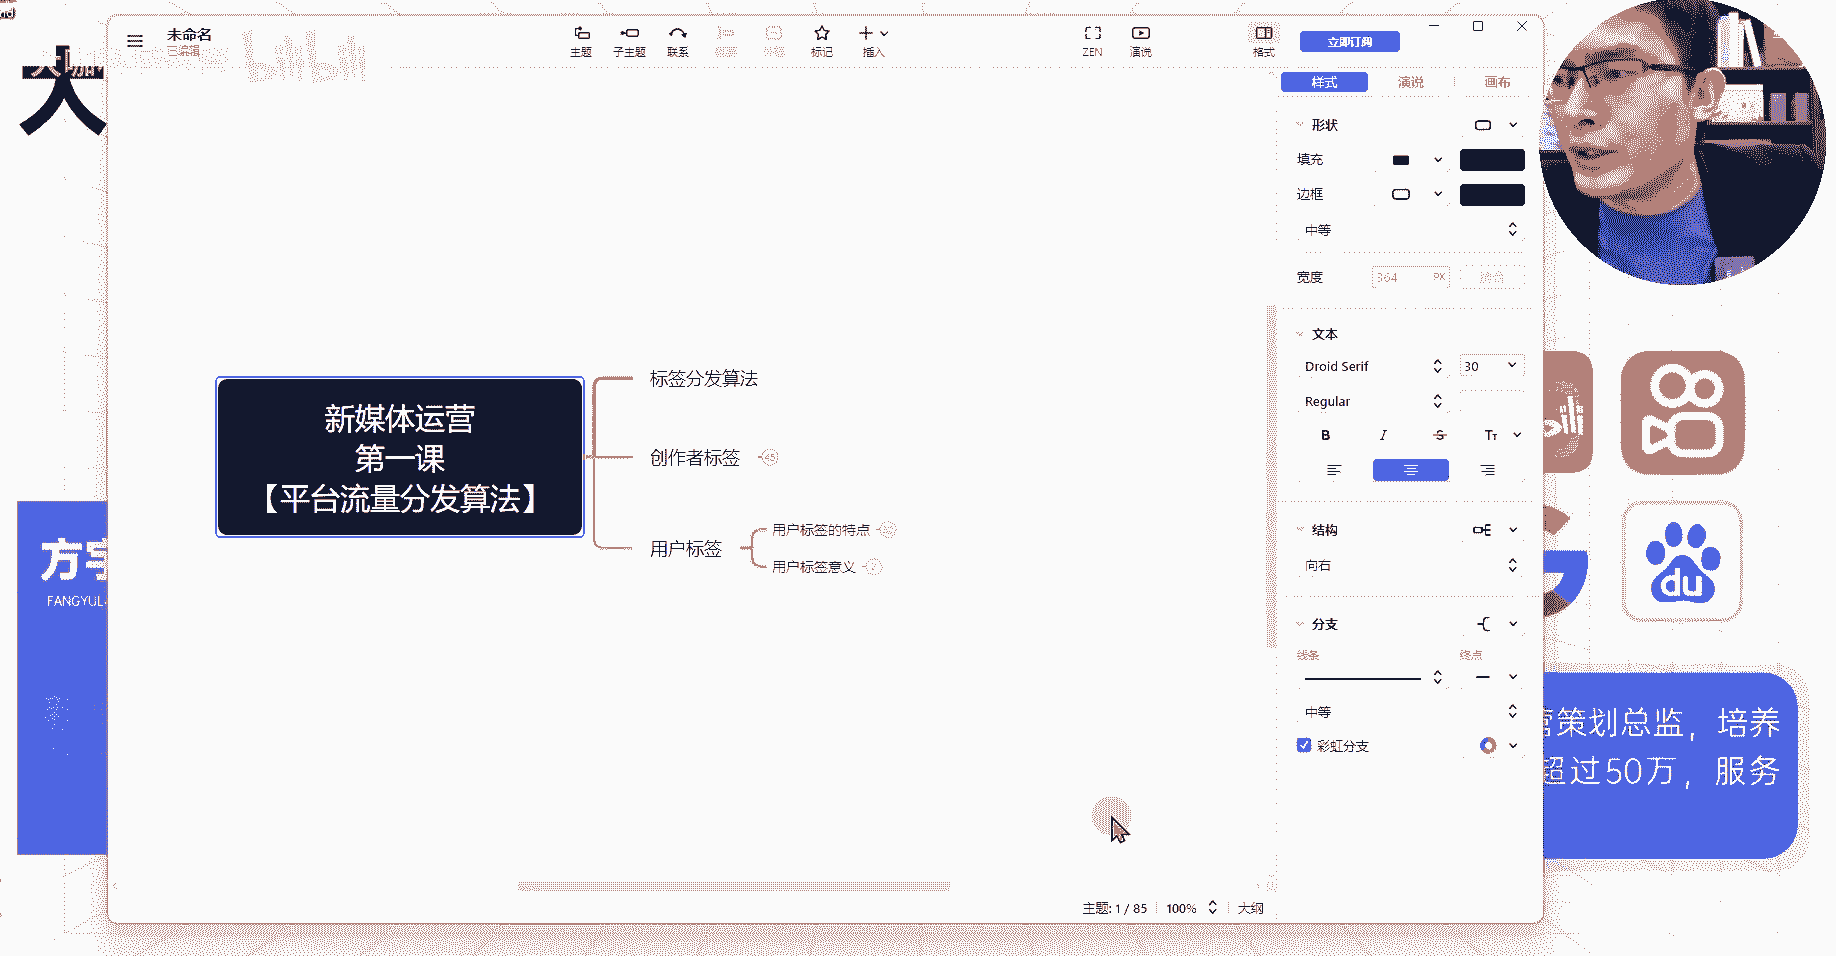 未命名
已编辑
主题
子主题
联系
标记
插入
ZEN
演说
格式
立即订阅
bilibili
大
样式
演说
画布
形状
填充
边框
中等
宽度
364
PX
文本
Droid Serif
30
Regular
B
I
S
TT
结构
向右
分支
线条
终点
中等
彩虹分支
新媒体运营
第一课
【平台流量分发算法】
标签分发算法
创作者标签
45
用户标签
用户标签的特点
用户标签意义
主题: 1 / 85
100%
大纲
FANGYU
du
营策划总监，培养
超过50万，服务